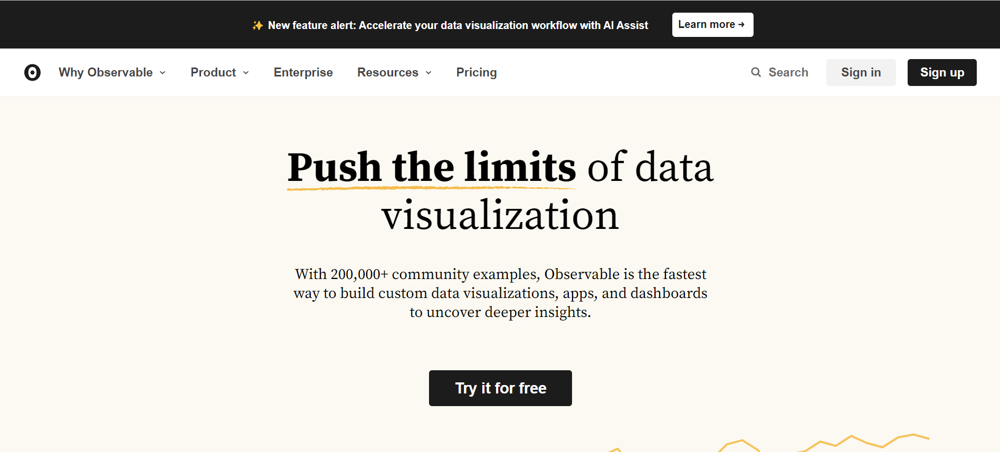 ✨ New feature alert: Accelerate your data visualization workflow with AI Assist
Learn more →
Why Observable
Product
Enterprise
Resources
Pricing
Search
Sign in
Sign up
Push the limits of data
visualization
With 200,000+ community examples, Observable is the fastest
way to build custom data visualizations, apps, and dashboards
to uncover deeper insights.
Try it for free